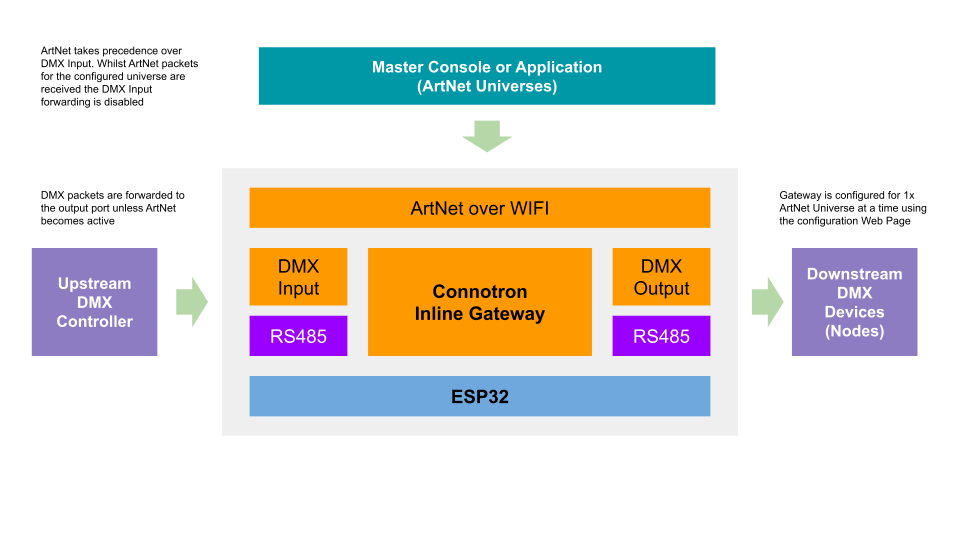 ArtNet takes precedence over
DMX Input. Whilst ArtNet packets
for the configured universe are
received the DMX Input
forwarding is disabled
Master Console or Application
(ArtNet Universes)
DMX packets are forwarded to
the output port unless ArtNet
becomes active
Gateway is configured for 1x
ArtNet Universe at a time using
the configuration Web Page
ArtNet over WIFI
Upstream
DMX
Controller
DMX
Input
RS485
Connotron
Inline Gateway
DMX
Output
RS485
Downstream
DMX
Devices
(Nodes)
ESP32